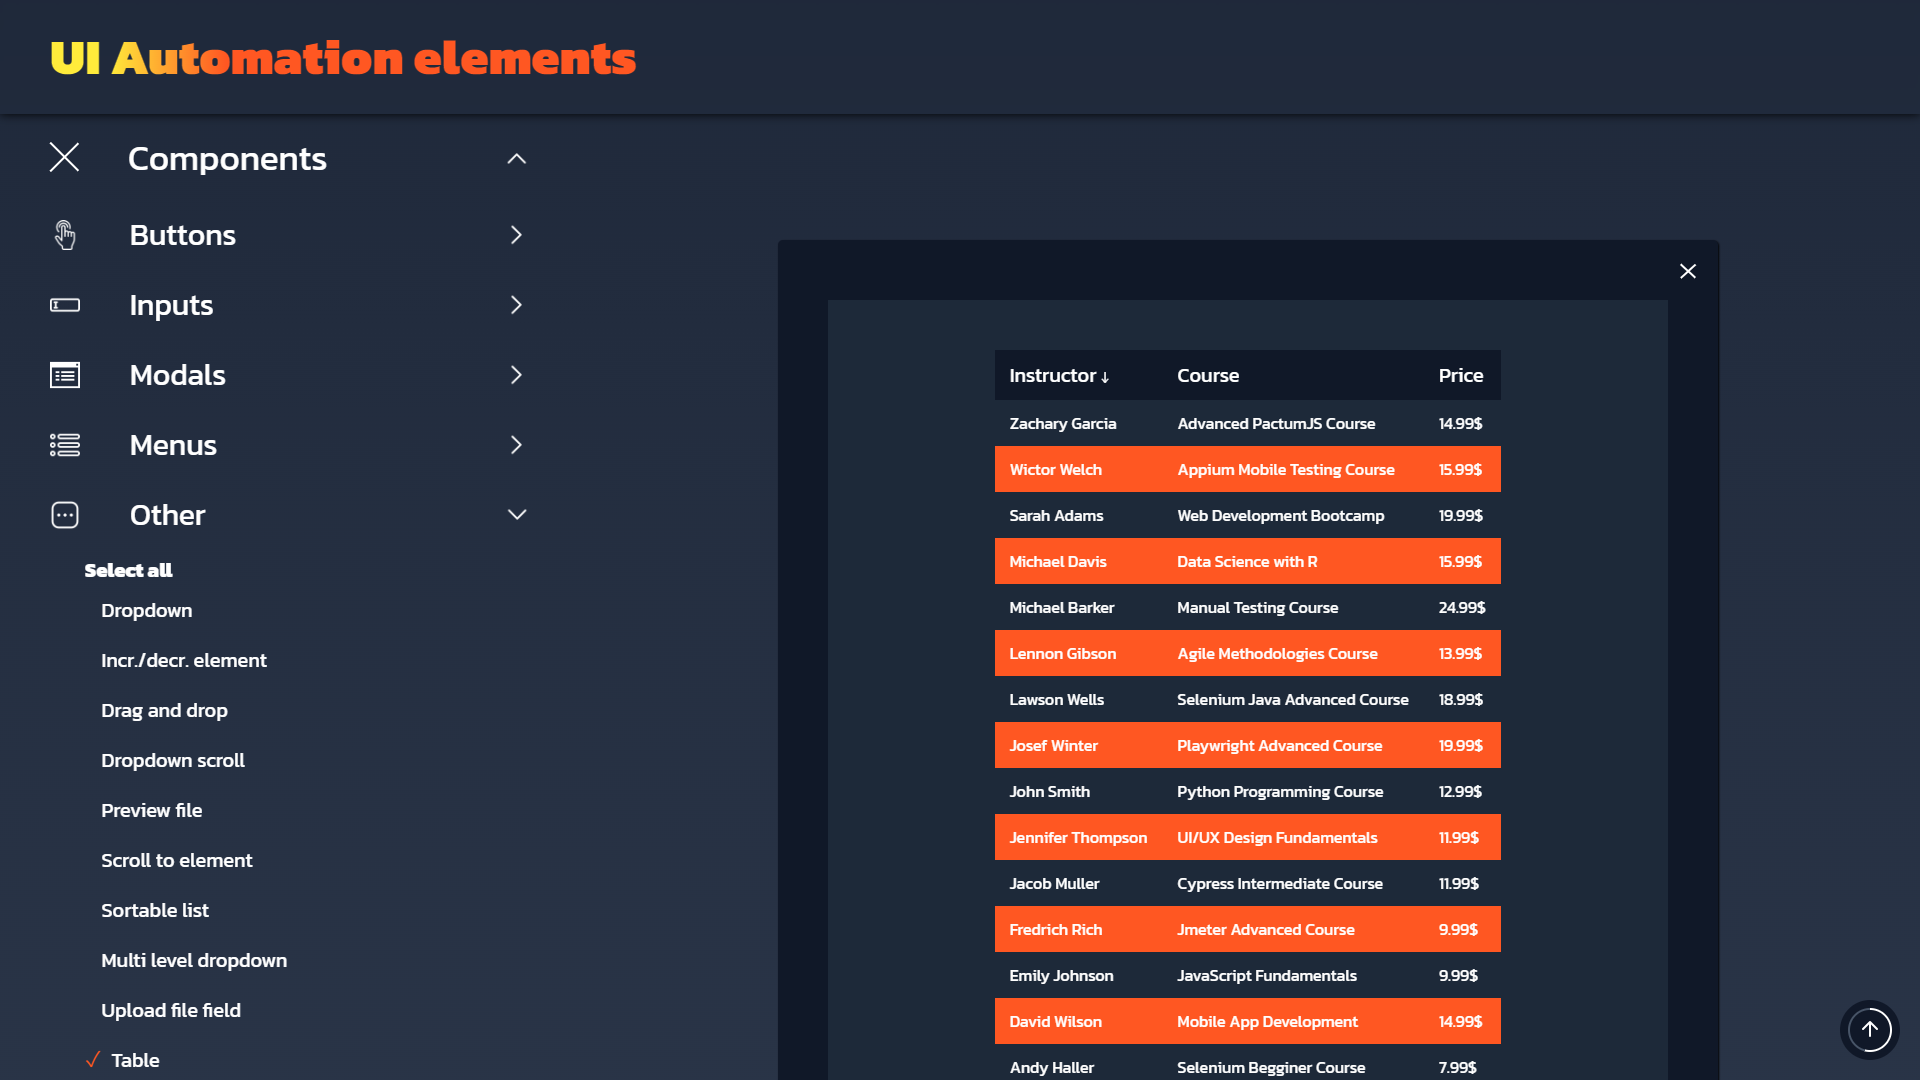 UI Automation elements
Components
Buttons
Inputs
Modals
Menus
Other
Select all
Dropdown
Incr./decr. element
Drag and drop
Dropdown scroll
Preview file
Scroll to element
Sortable list
Multi level dropdown
Upload file field
✓ Table
Instructor ↓ Course Price
Zachary Garcia Advanced PactumJS Course 14.99$
Wictor Welch Appium Mobile Testing Course 15.99$
Sarah Adams Web Development Bootcamp 19.99$
Michael Davis Data Science with R 15.99$
Michael Barker Manual Testing Course 24.99$
Lennon Gibson Agile Methodologies Course 13.99$
Lawson Wells Selenium Java Advanced Course 18.99$
Josef Winter Playwright Advanced Course 19.99$
John Smith Python Programming Course 12.99$
Jennifer Thompson UI/UX Design Fundamentals 11.99$
Jacob Muller Cypress Intermediate Course 11.99$
Fredrich Rich Jmeter Advanced Course 9.99$
Emily Johnson JavaScript Fundamentals 9.99$
David Wilson Mobile App Development 14.99$
Andy Haller Selenium Begginer Course 7.99$